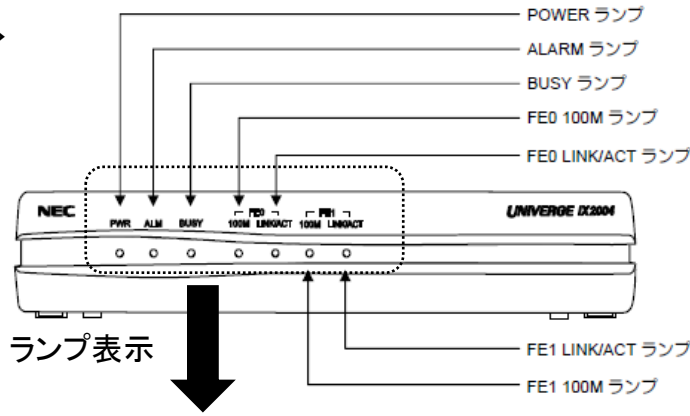 POWER ランプ
ALARM ランプ
BUSY ランプ
FE0 100M ランプ
FE0 LINK/ACT ランプ
NEC
UNIVERGE IX2004
FE0 FE1
PWR ALM BUSY 100M LINK/ACT 100M LINK/ACT
ランプ表示
FE1 LINK/ACT ランプ
FE1 100M ランプ